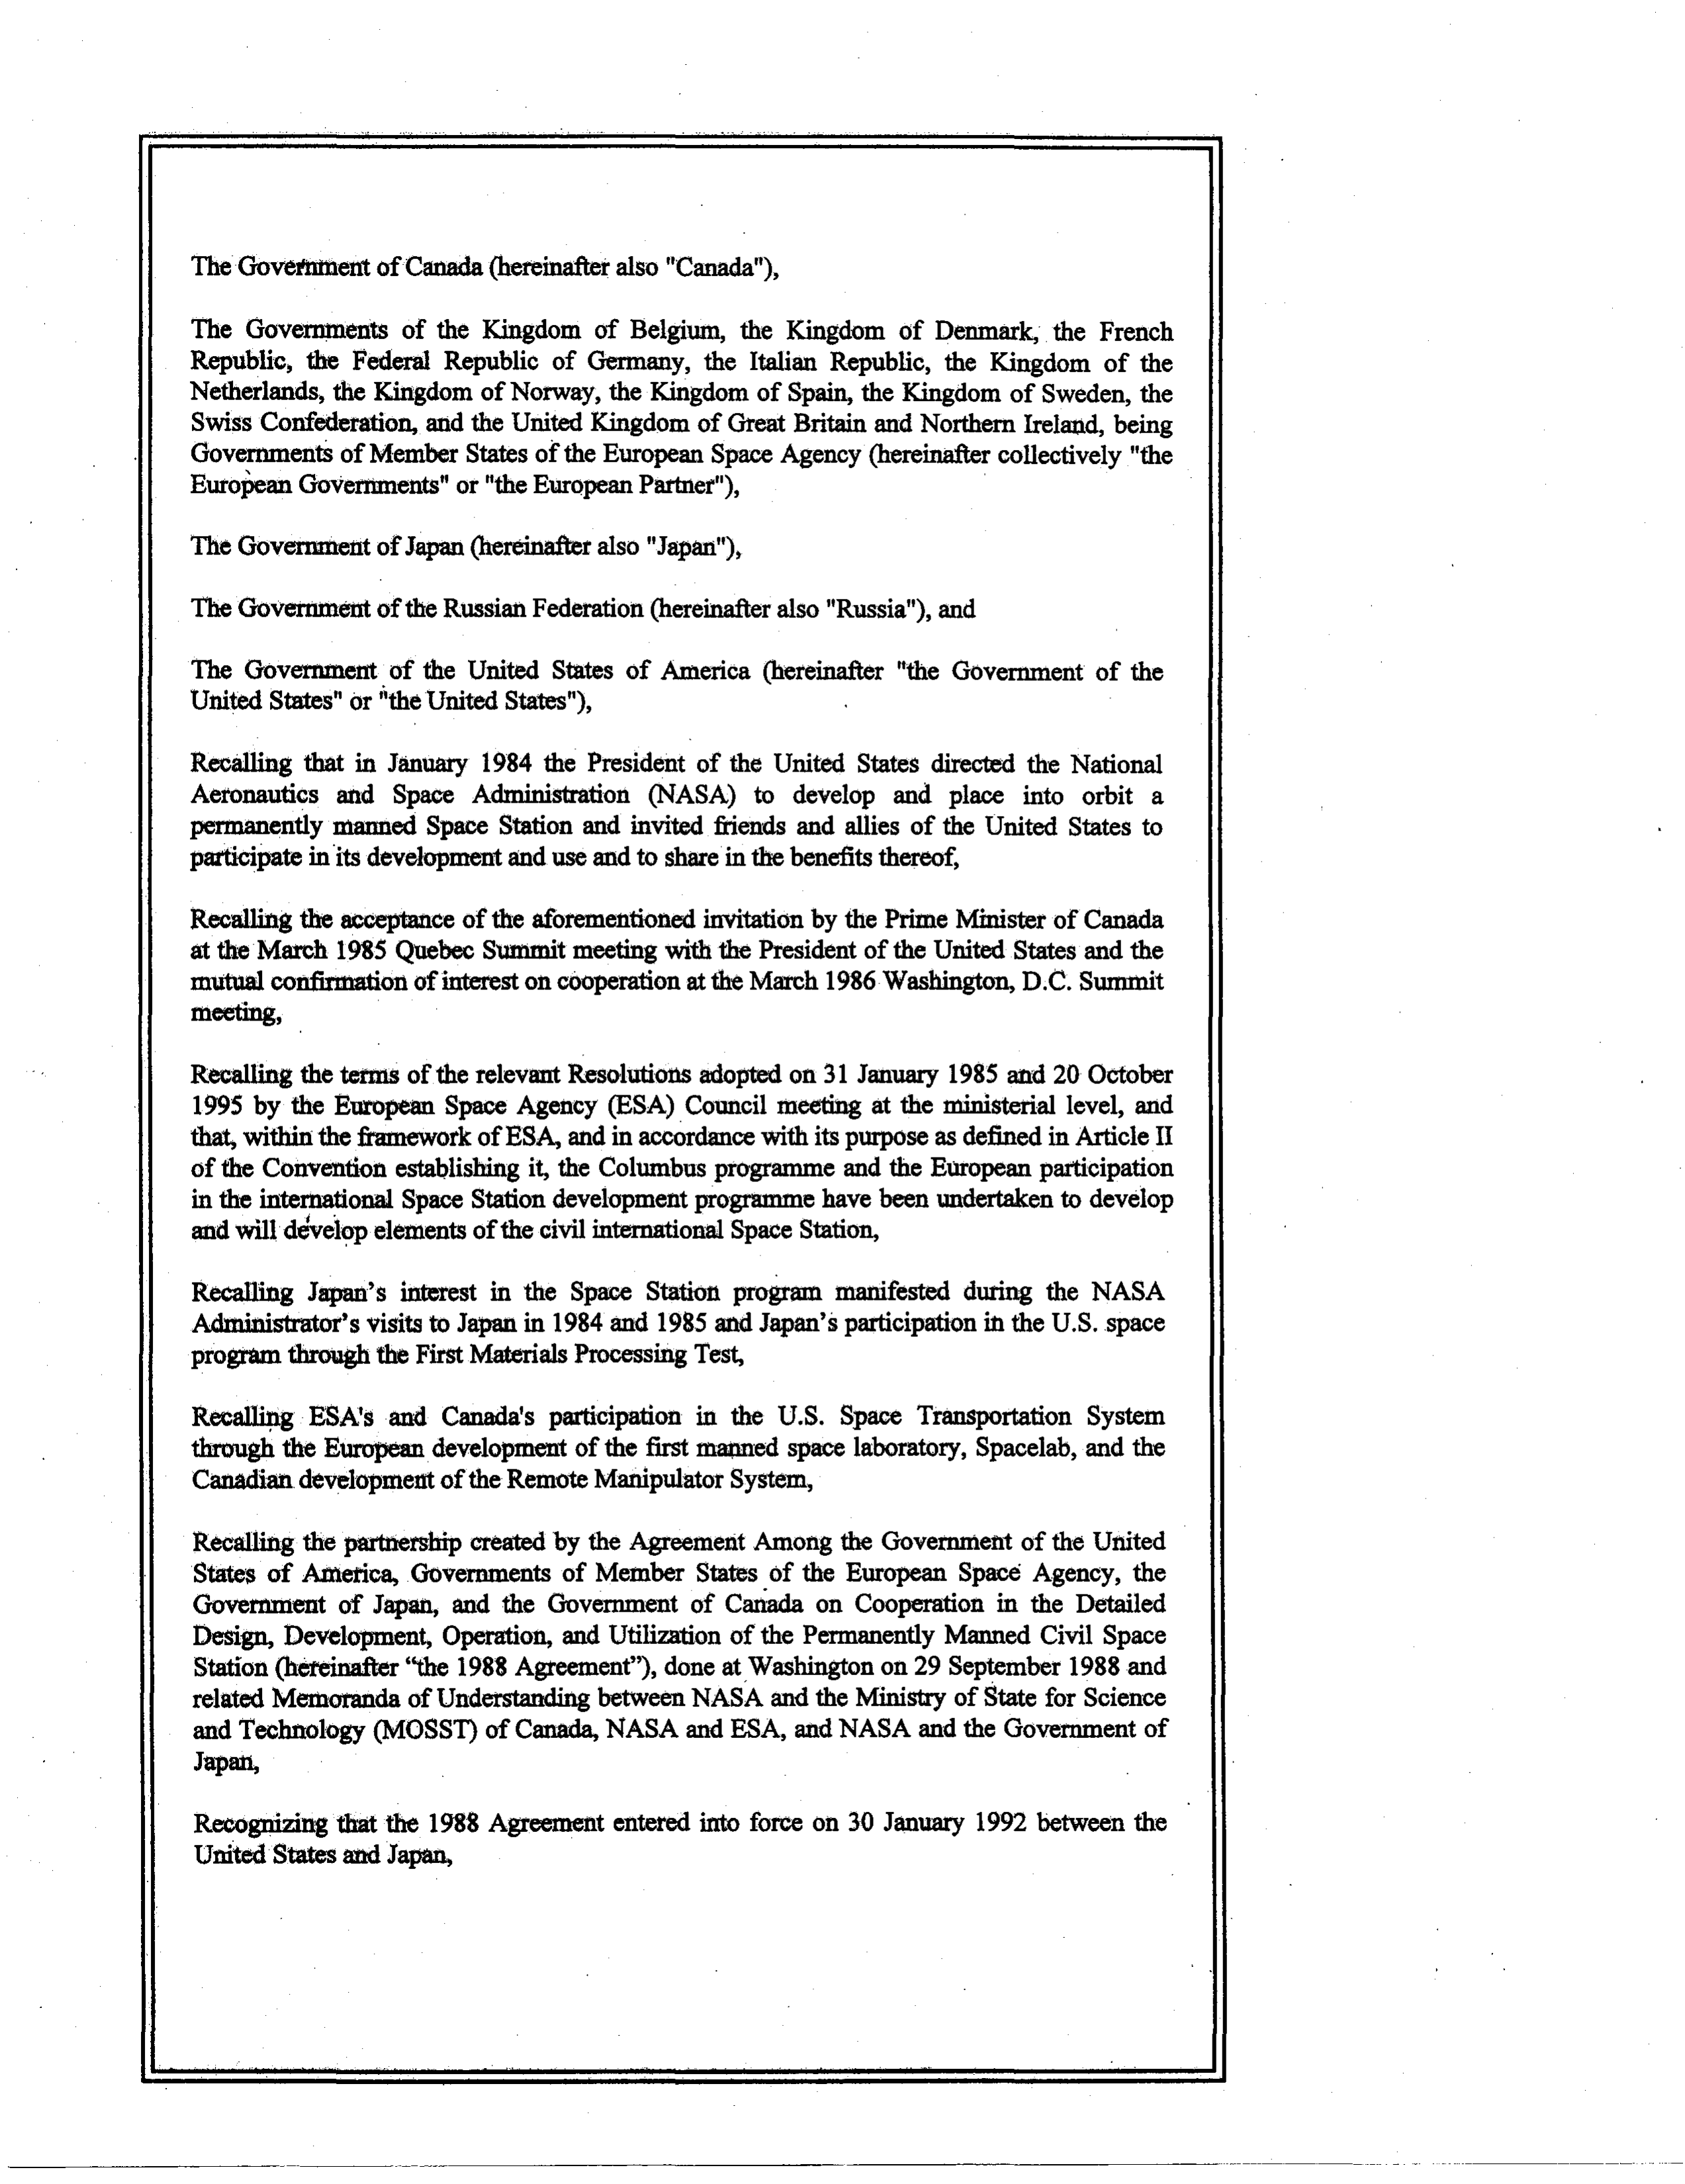 The Government of Canada (hereinafter also "Canada"),
The Governments of the Kingdom of Belgium, the Kingdom of Denmark, the French
Republic, the Federal Republic of Germany, the Italian Republic, the Kingdom of the
Netherlands, the Kingdom of Norway, the Kingdom of Spain, the Kingdom of Sweden, the
Swiss Confederation, and the United Kingdom of Great Britain and Northern Ireland, being
Governments of Member States of the European Space Agency (hereinafter collectively "the
European Governments" or "the European Partner"),
The Government of Japan (hereinafter also "Japan"),
The Government of the Russian Federation (hereinafter also "Russia"), and
The Government of the United States of America (hereinafter "the Government of the
United States" or "the United States"),
Recalling that in January 1984 the President of the United States directed the National
Aeronautics and Space Administration (NASA) to develop and place into orbit a
permanently manned Space Station and invited friends and allies of the United States to
participate in its development and use and to share in the benefits thereof,
Recalling the acceptance of the aforementioned invitation by the Prime Minister of Canada
at the March 1985 Quebec Summit meeting with the President of the United States and the
mutual confirmation of interest on cooperation at the March 1986 Washington, D.C. Summit
meeting,
Recalling the terms of the relevant Resolutions adopted on 31 January 1985 and 20 October
1995 by the European Space Agency (ESA) Council meeting at the ministerial level, and
that, within the framework of ESA, and in accordance with its purpose as defined in Article II
of the Convention establishing it, the Columbus programme and the European participation
in the international Space Station development programme have been undertaken to develop
and will develop elements of the civil international Space Station,
Recalling Japan's interest in the Space Station program manifested during the NASA
Administrator's visits to Japan in 1984 and 1985 and Japan's participation in the U.S. space
program through the First Materials Processing Test,
Recalling ESA's and Canada's participation in the U.S. Space Transportation System
through the European development of the first manned space laboratory, Spacelab, and the
Canadian development of the Remote Manipulator System,
Recalling the partnership created by the Agreement Among the Government of the United
States of America, Governments of Member States of the European Space Agency, the
Government of Japan, and the Government of Canada on Cooperation in the Detailed
Design, Development, Operation, and Utilization of the Permanently Manned Civil Space
Station (hereinafter “the 1988 Agreement”), done at Washington on 29 September 1988 and
related Memoranda of Understanding between NASA and the Ministry of State for Science
and Technology (MOSST) of Canada, NASA and ESA, and NASA and the Government of
Japan,
Recognizing that the 1988 Agreement entered into force on 30 January 1992 between the
United States and Japan,